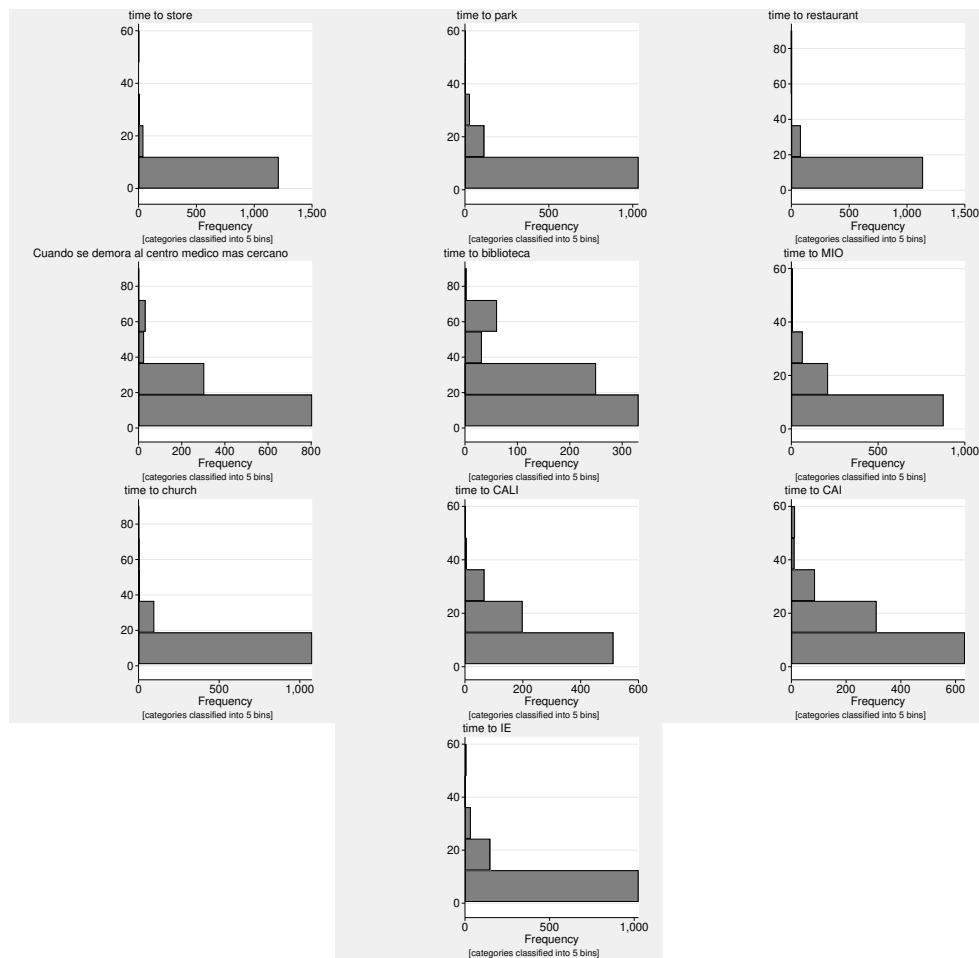 time to store
60
40
20
0
0 500 1,000 1,500
Frequency
[categories classified into 5 bins]
time to park
60
40
20
0
0 500 1,000
Frequency
[categories classified into 5 bins]
time to restaurant
80
60
40
20
0
0 500 1,000 1,500
Frequency
[categories classified into 5 bins]
Cuando se demora al centro medico mas cercano
80
60
40
20
0
0 200 400 600 800
Frequency
[categories classified into 5 bins]
time to biblioteca
80
60
40
20
0
0 100 200 300
Frequency
[categories classified into 5 bins]
time to MIO
60
40
20
0
0 500 1,000
Frequency
[categories classified into 5 bins]
time to church
80
60
40
20
0
0 500 1,000
Frequency
[categories classified into 5 bins]
time to CALI
60
40
20
0
0 200 400 600
Frequency
[categories classified into 5 bins]
time to CAI
60
40
20
0
0 200 400 600
Frequency
[categories classified into 5 bins]
time to IE
60
40
20
0
0 500 1,000
Frequency
[categories classified into 5 bins]